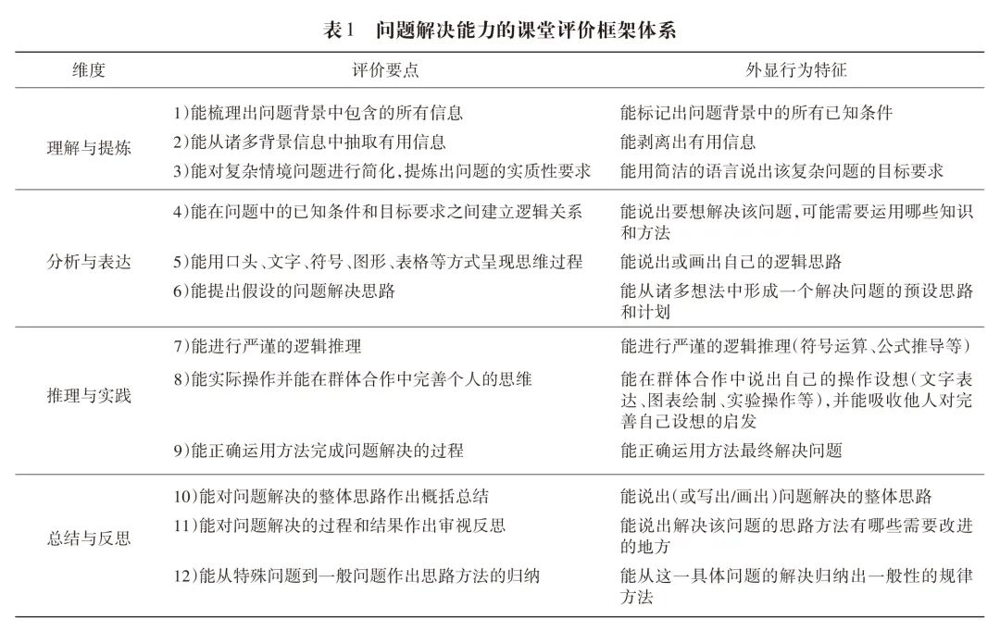 表1 问题解决能力的课堂评价框架体系
维度 评价要点 外显行为特征
1)能梳理出问题背景中包含的所有信息 能标记出问题背景中的所有已知条件
理解与提炼 2)能从诸多背景信息中抽取有用信息 能剥离出有用信息
3)能对复杂情境问题进行简化,提炼出问题的实质性要求 能用简洁的语言说出该复杂问题的目标要求
4)能在问题中的已知条件和目标要求之间建立逻辑关系 能说出要想解决该问题,可能需要运用哪些知识
和方法
分析与表达 5)能用口头、文字、符号、图形、表格等方式呈现思维过程 能说出或画出自己的逻辑思路
6)能提出假设的问题解决思路 能从诸多想法中形成一个解决问题的预设思路
和计划
7)能进行严谨的逻辑推理 能进行严谨的逻辑推理(符号运算、公式推导等)
推理与实践 8)能实际操作并能在群体合作中完善个人的思维 能在群体合作中说出自己的操作设想(文字表
达、图表绘制、实验操作等),并能吸收他人对完
善自己设想的启发
9)能正确运用方法完成问题解决的过程 能正确运用方法最终解决问题
10)能对问题解决的整体思路作出概括总结 能说出(或写出/画出)问题解决的整体思路
总结与反思 11)能对问题解决的过程和结果作出审视反思 能说出解决该问题的思路方法有哪些需要改进
的地方
12)能从特殊问题到一般问题作出思路方法的归纳 能从这一具体问题的解决归纳出一般性的规律
方法